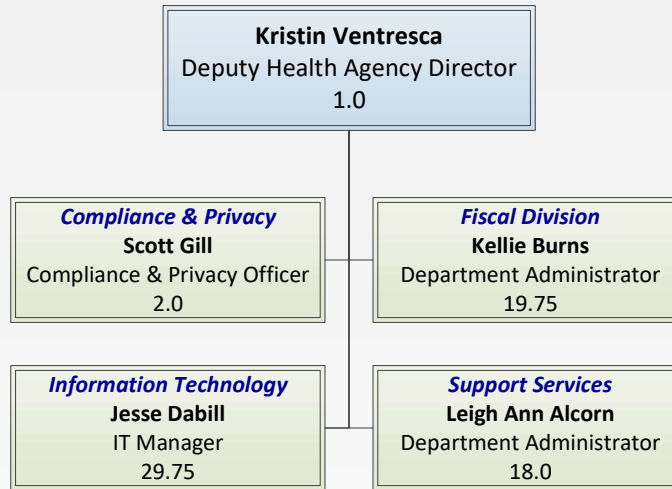 Kristin Ventresca
Deputy Health Agency Director
1.0
Compliance & Privacy
Scott Gill
Compliance & Privacy Officer
2.0
Fiscal Division
Kellie Burns
Department Administrator
19.75
Information Technology
Jesse Dabill
IT Manager
29.75
Support Services
Leigh Ann Alcorn
Department Administrator
18.0